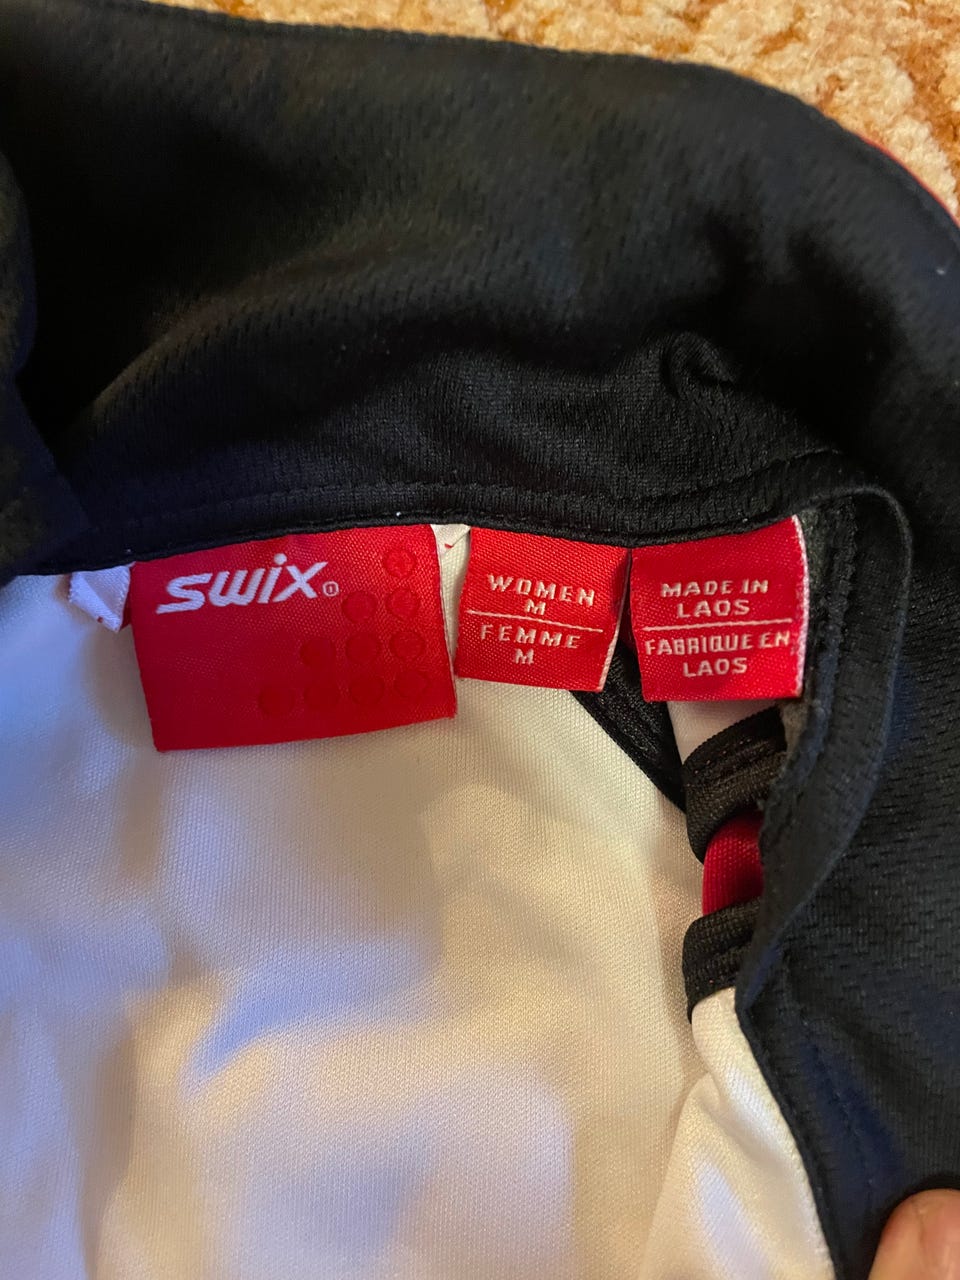 swix
WOMEN
M
FEMME
M
MADE IN
LAOS
FABRIQUE EN
LAOS